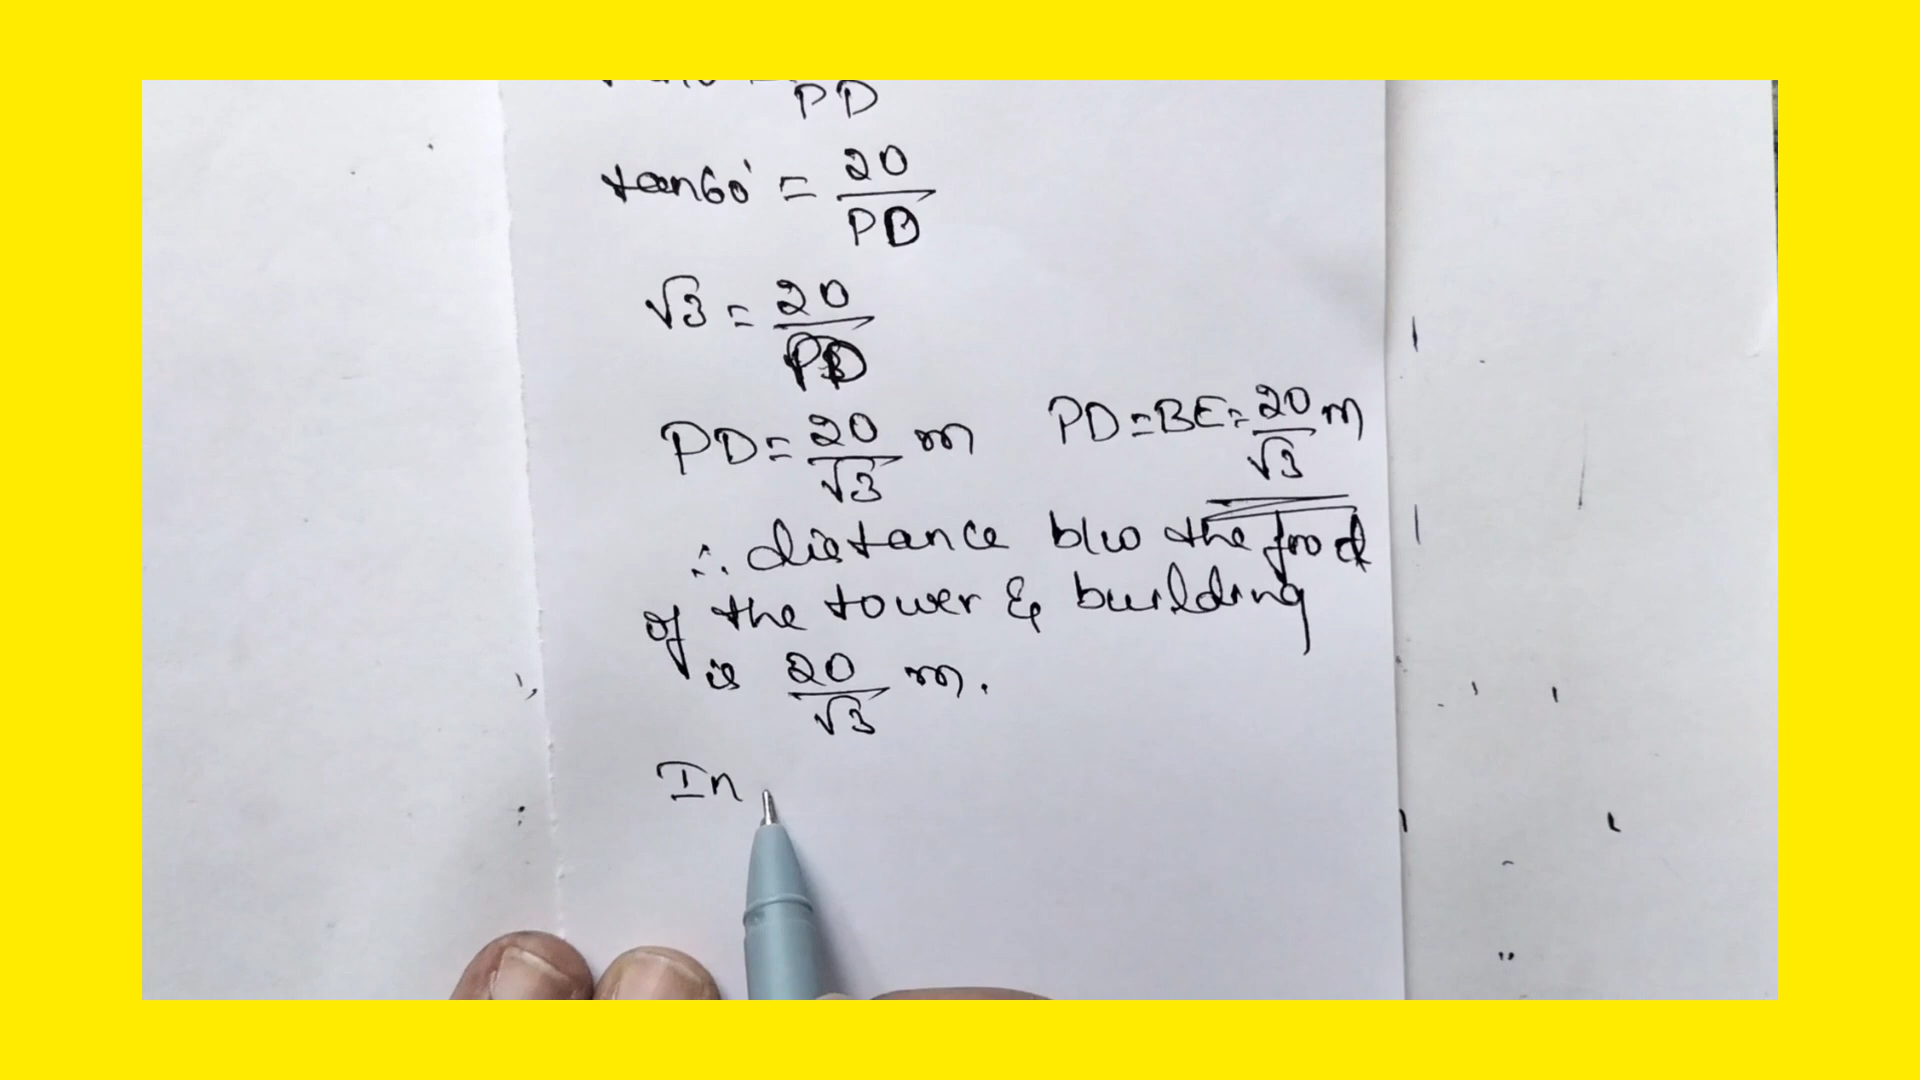 PD
tan60° = 20/PD
√3 = 20/PD
PD = 20/√3 m
PD = BE = 20/√3 m
∴ distance b/w the foot
of the tower & building
is 20/√3 m.
In